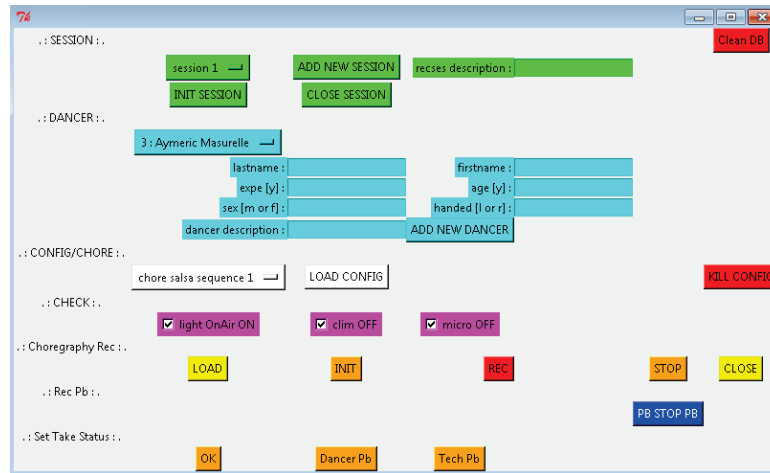 .: SESSION :.
Clean DB
session 1 ADD NEW SESSION recses description :
INIT SESSION CLOSE SESSION
.: DANCER :.
3 : Aymeric Masurelle
lastname : firstname :
expe [y] : age [y] :
sex [m or f] : handed [l or r] :
dancer description : ADD NEW DANCER
.: CONFIG/CHORE :.
chore salsa sequence 1 LOAD CONFIG KILL CONFIG
.: CHECK :.
light OnAir ON clim OFF micro OFF
.: Choregraphy Rec :.
LOAD INIT REC STOP CLOSE
.: Rec Pb :.
PB STOP PB
.: Set Take Status :.
OK Dancer Pb Tech Pb